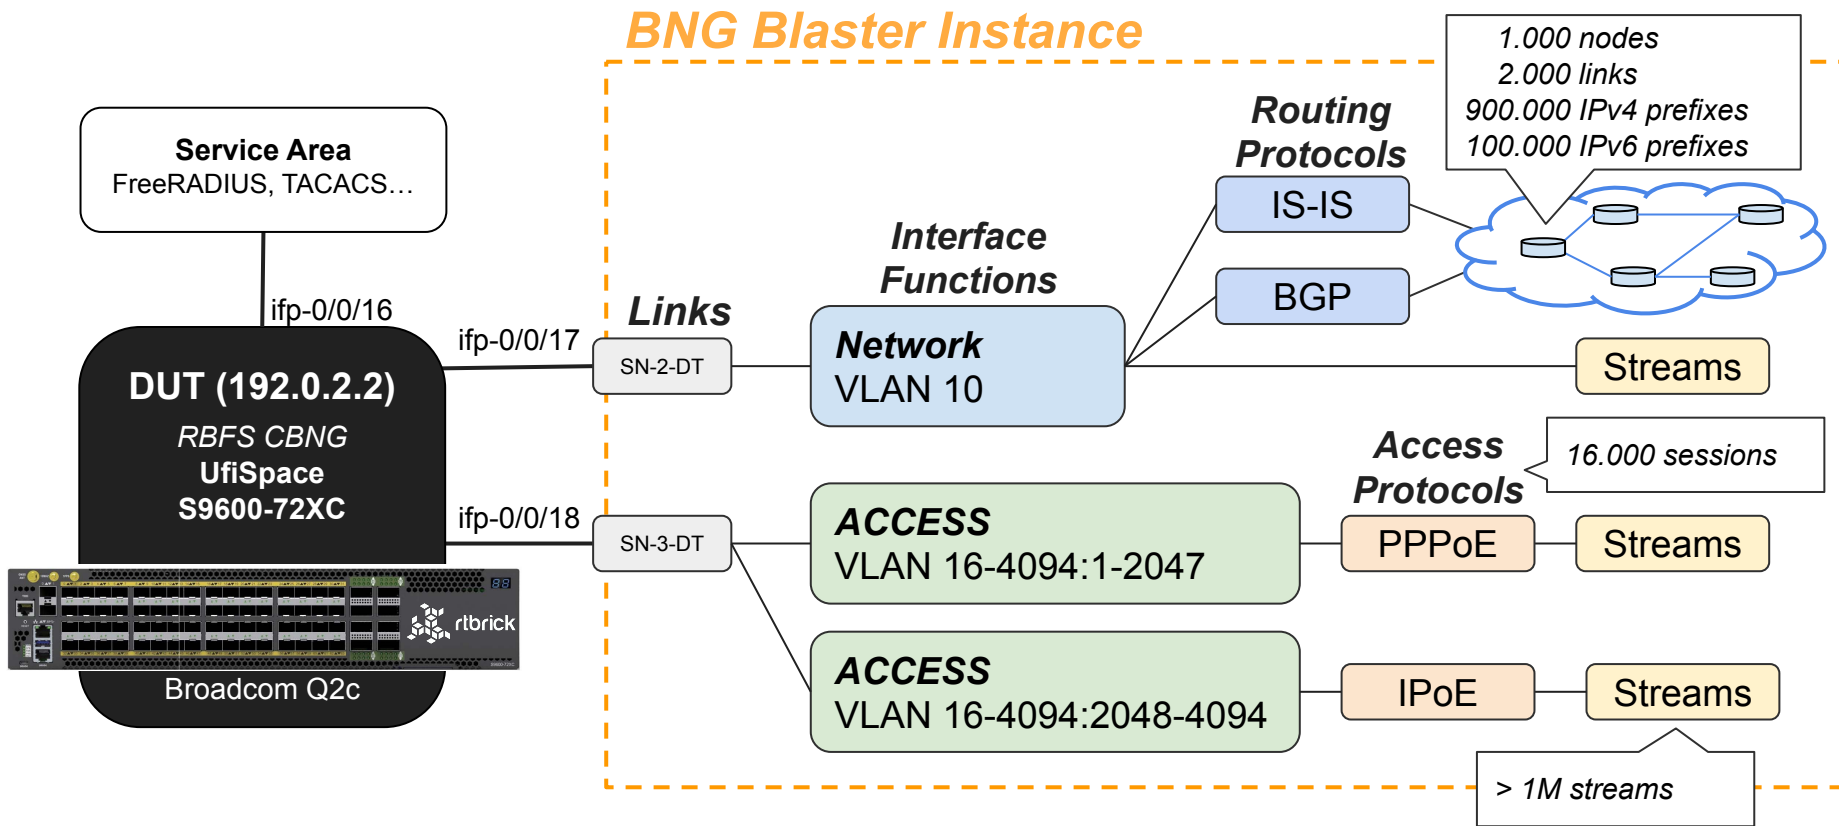 BNG Blaster Instance
1.000 nodes
2.000 links
900.000 IPv4 prefixes
100.000 IPv6 prefixes
Service Area
FreeRADIUS, TACACS…
Routing
Protocols
IS-IS
BGP
Interface
Functions
Links
ifp-0/0/16
ifp-0/0/17
SN-2-DT
Network
VLAN 10
Streams
DUT (192.0.2.2)
RBFS CBNG
UfiSpace
S9600-72XC
ifp-0/0/18
SN-3-DT
Access
Protocols
16.000 sessions
ACCESS
VLAN 16-4094:1-2047
PPPoE
Streams
rtbrick
S9600-72XC
Broadcom Q2c
ACCESS
VLAN 16-4094:2048-4094
IPoE
Streams
> 1M streams